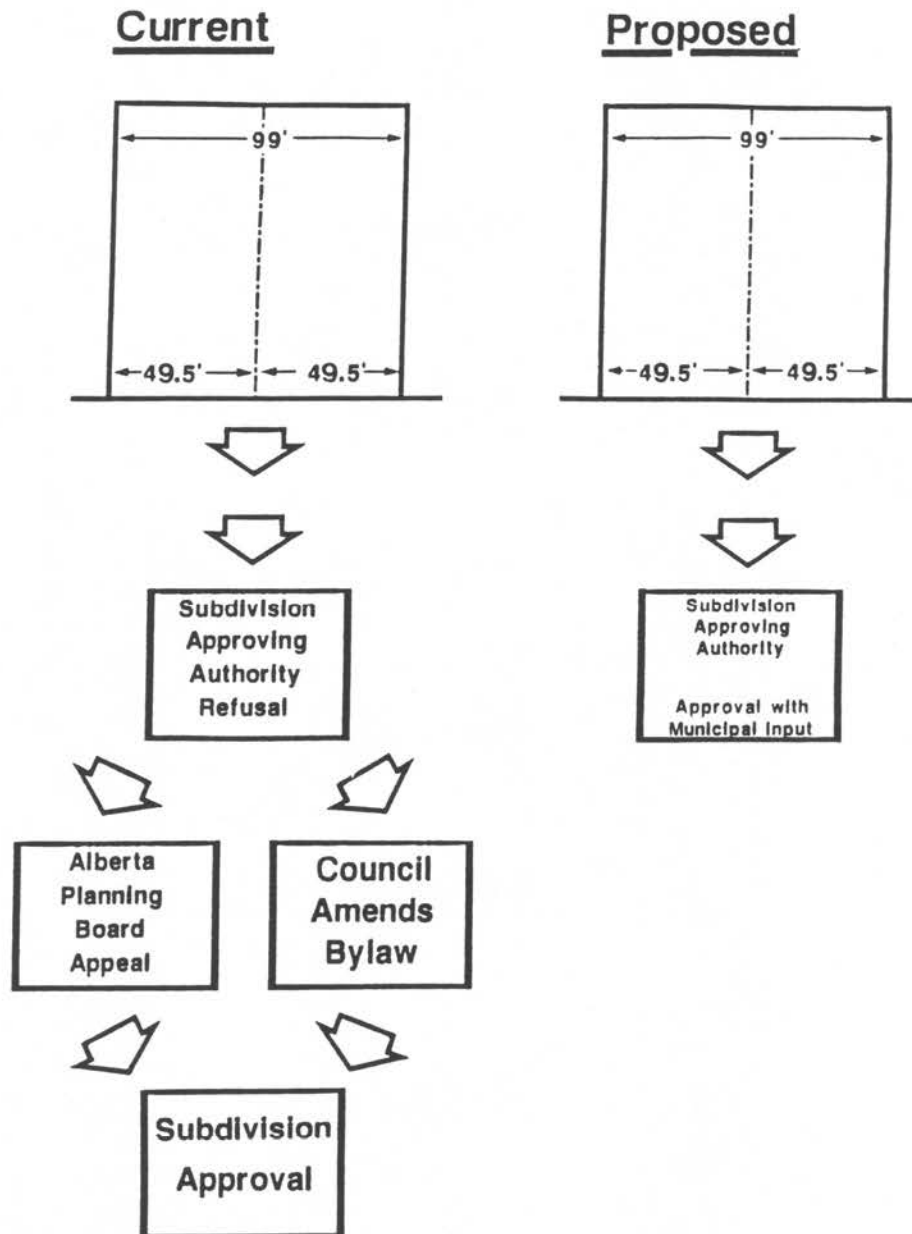 Current
99'
49.5' 49.5'
Subdivision
Approving
Authority
Refusal
Alberta
Planning
Board
Appeal
Council
Amends
Bylaw
Subdivision
Approval
Proposed
99'
49.5' 49.5'
Subdivision
Approving
Authority
Approval with
Municipal Input